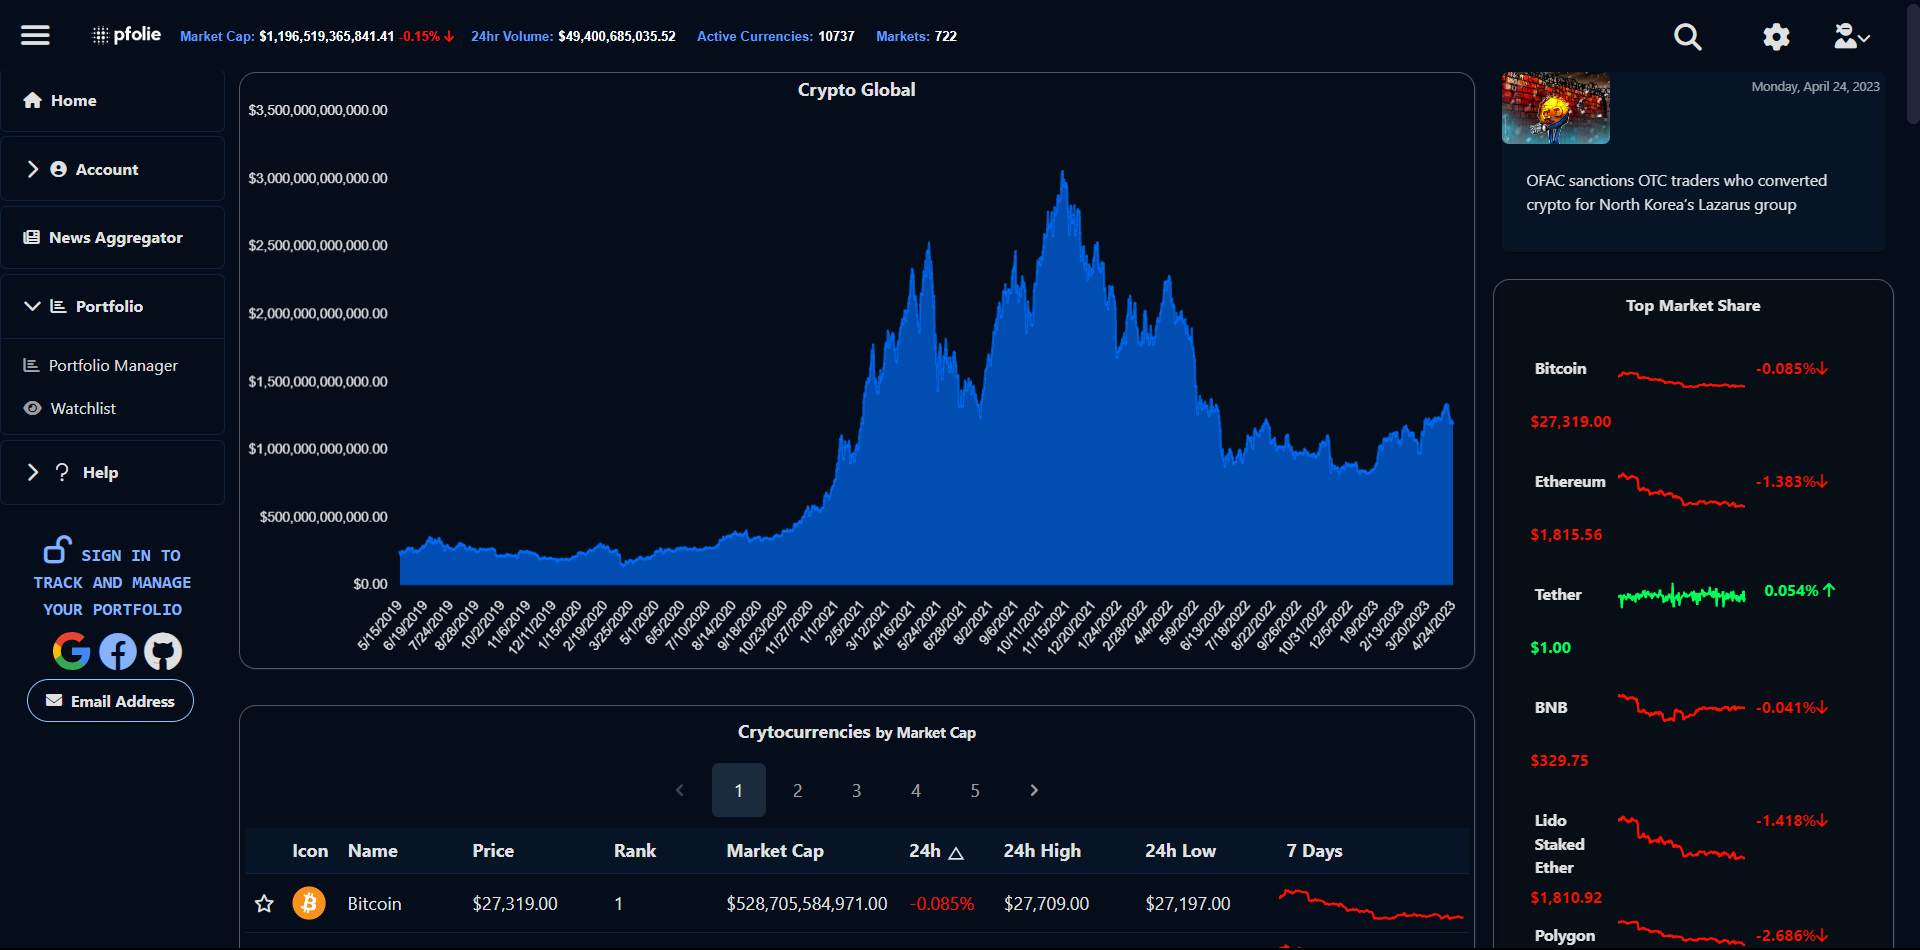 pfolie Market Cap: $1,196,519,365,841.41 -0.15% 24hr Volume: $49,400,685,035.52 Active Currencies: 10737 Markets: 722
Home
Account
News Aggregator
Portfolio
Portfolio Manager
Watchlist
? Help
SIGN IN TO
TRACK AND MANAGE
YOUR PORTFOLIO
Email Address
Crypto Global
$3,500,000,000,000.00
$3,000,000,000,000.00
$2,500,000,000,000.00
$2,000,000,000,000.00
$1,500,000,000,000.00
$1,000,000,000,000.00
$500,000,000,000.00
$0.00
5/15/2019 6/19/2019 7/24/2019 8/28/2019 10/2/2019 11/6/2019 12/11/2019 1/15/2020 2/19/2020 3/25/2020 5/1/2020 6/5/2020 7/10/2020 8/14/2020 9/18/2020 10/23/2020 11/27/2020 1/1/2021 2/5/2021 3/12/2021 4/16/2021 5/24/2021 6/28/2021 8/2/2021 9/6/2021 10/11/2021 11/15/2021 12/20/2021 1/24/2022 2/28/2022 4/4/2022 5/9/2022 6/13/2022 7/18/2022 8/22/2022 9/26/2022 10/31/2022 12/5/2022 1/9/2023 2/13/2023 3/20/2023 4/24/2023
Crytocurrencies by Market Cap
1 2 3 4 5
Icon Name Price Rank Market Cap 24h 24h High 24h Low 7 Days
Bitcoin $27,319.00 1 $528,705,584,971.00 -0.085% $27,709.00 $27,197.00
Monday, April 24, 2023
OFAC sanctions OTC traders who converted
crypto for North Korea's Lazarus group
Top Market Share
Bitcoin -0.085%
$27,319.00
Ethereum -1.383%
$1,815.56
Tether 0.054%
$1.00
BNB -0.041%
$329.75
Lido -1.418%
Staked
Ether
$1,810.92
Polygon -2.686%